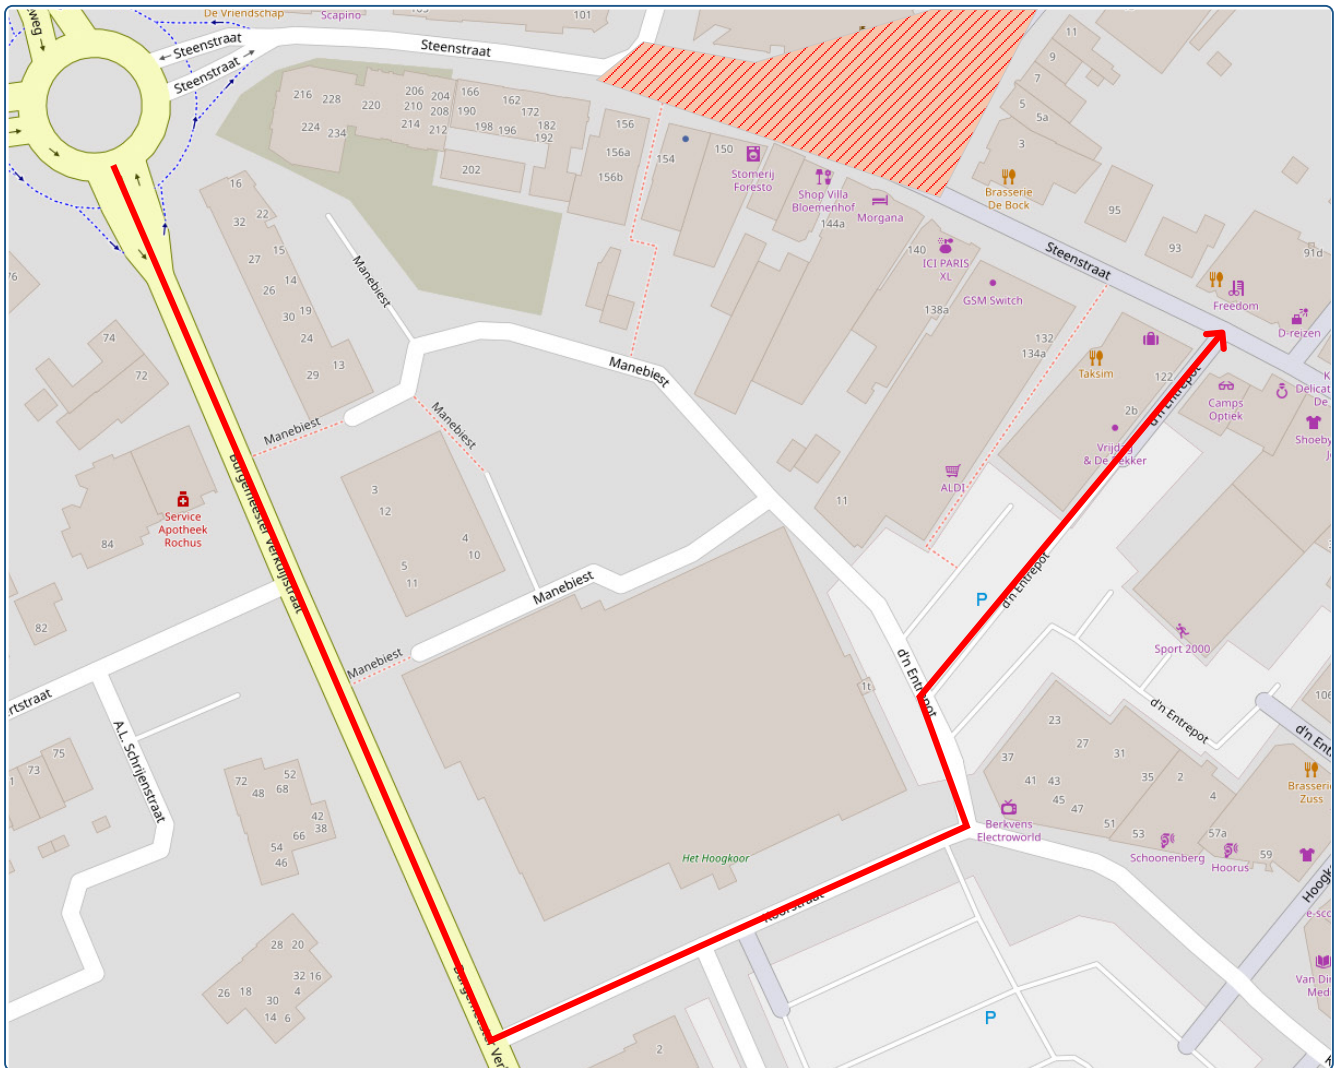 De Vriendschap
Scapino
103
101
Steenstraat
Steenstraat
Steenstraat
216
228
220
206
204
210
208
214
212
224
234
166
162
190
172
198
196
182
192
202
156
156a
156b
154
150
Stomerij
Foresto
Shop Villa
Bloemenhof
144a
Morgana
140
ICI PARIS
XL
GSM Switch
138a
132
134a
11
9
7
5
5a
3
Brasserie
De Bock
95
93
91d
Steenstraat
Freedom
D-reizen
Taksim
122
2b
Vrijdag
& De Bekker
d'n Entrepot
Camps
Optiek
Shoeby
16
32
22
15
27
14
26
19
30
24
13
29
76
74
72
Manebiest
Manebiest
Manebiest
Manebiest
Service
Apotheek
Rochus
84
82
Burgemeester Verkuijlstraat
3
12
4
10
5
11
Manebiest
Manebiest
ALDI
11
P
d'n Entrepot
Sport 2000
d'n Entrepot
d'n Entrepot
1t
106
A.L. Schrijenstraat
75
73
72
52
48
68
42
38
66
54
46
37
23
27
31
41
43
45
47
35
2
4
51
53
57a
59
Berkvens
Electroworld
Schoonenberg
Hoorus
Brasserie
Zuss
Het Hoogkoor
Koorstraat
28
20
32
16
26
18
4
30
14
6
2
P